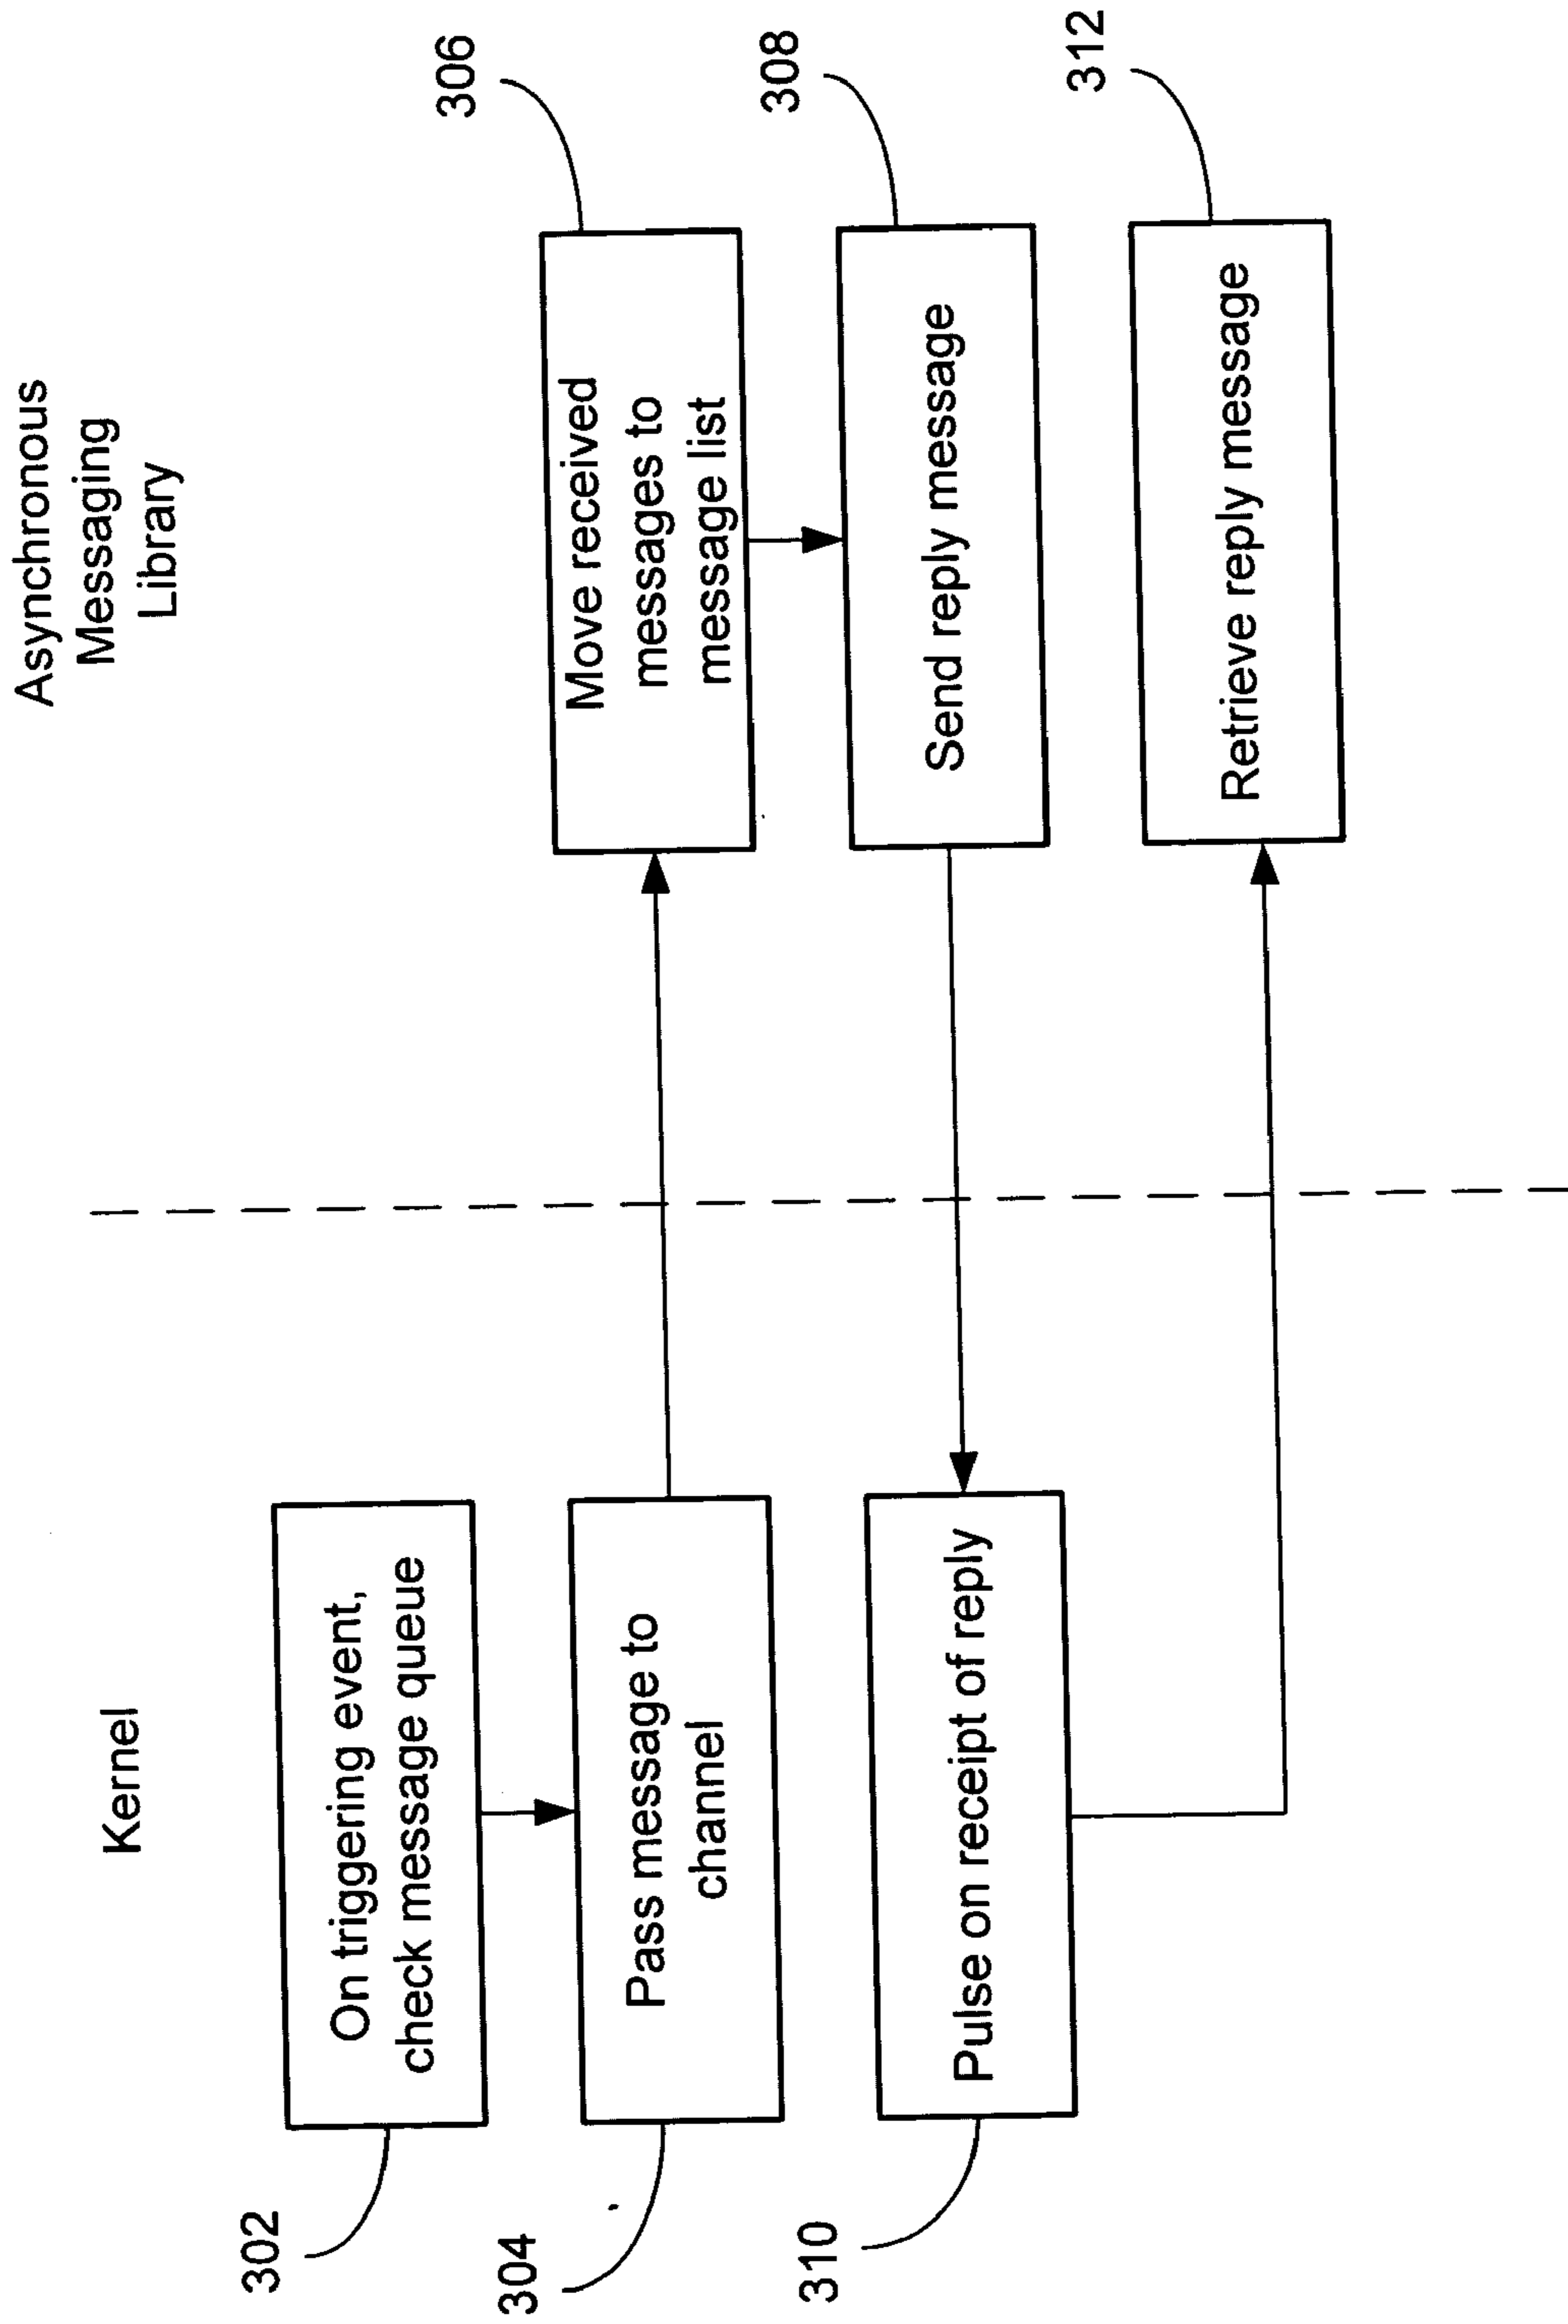 Kernel
Asynchronous
Messaging
Library
302
On triggering event,
check message queue
304
Pass message to
channel
306
Move received
messages to
message list
308
Send reply message
310
Pulse on receipt of reply
312
Retrieve reply message